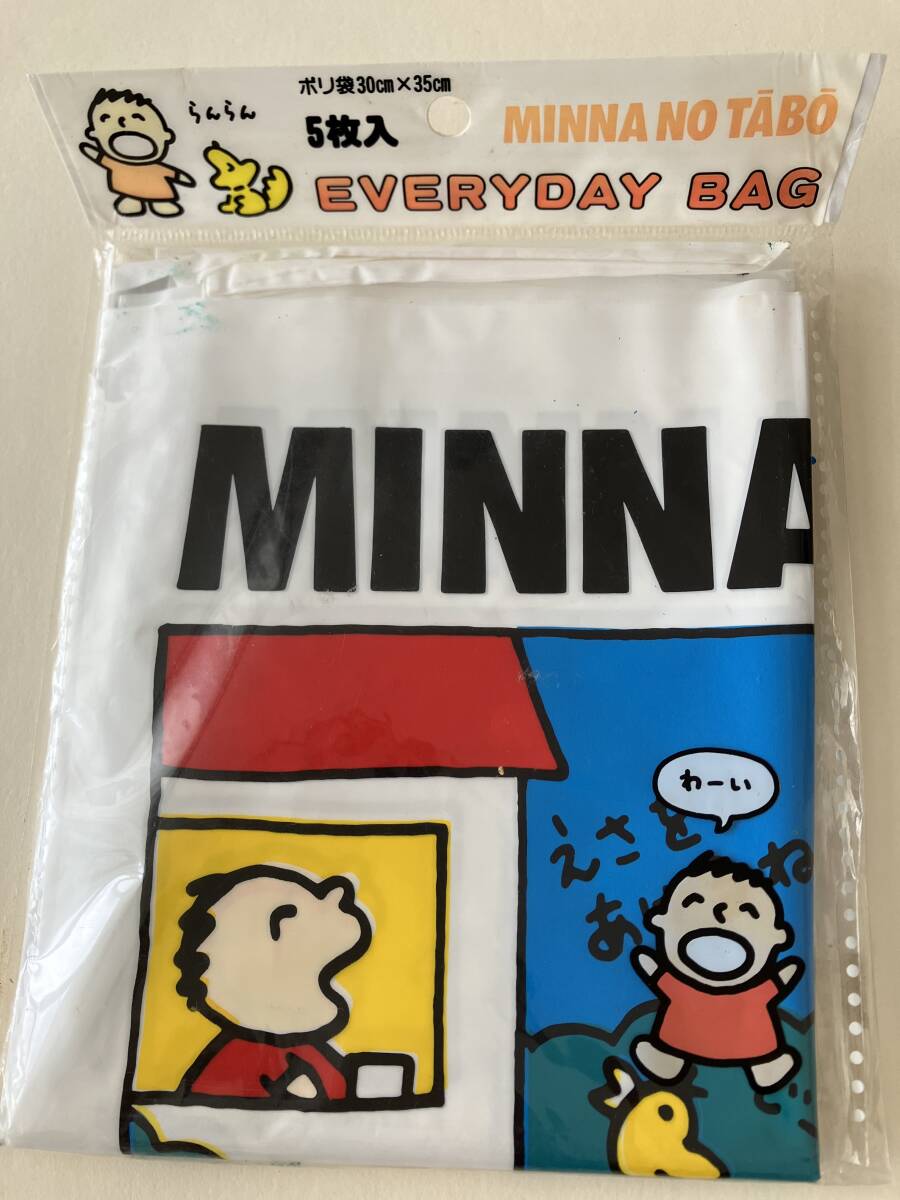 ポリ袋30cm×35cm
らんらん
5枚入
MINNA NO TĀBŌ
EVERYDAY BAG
MINNA
わーい
えさを
あ ね